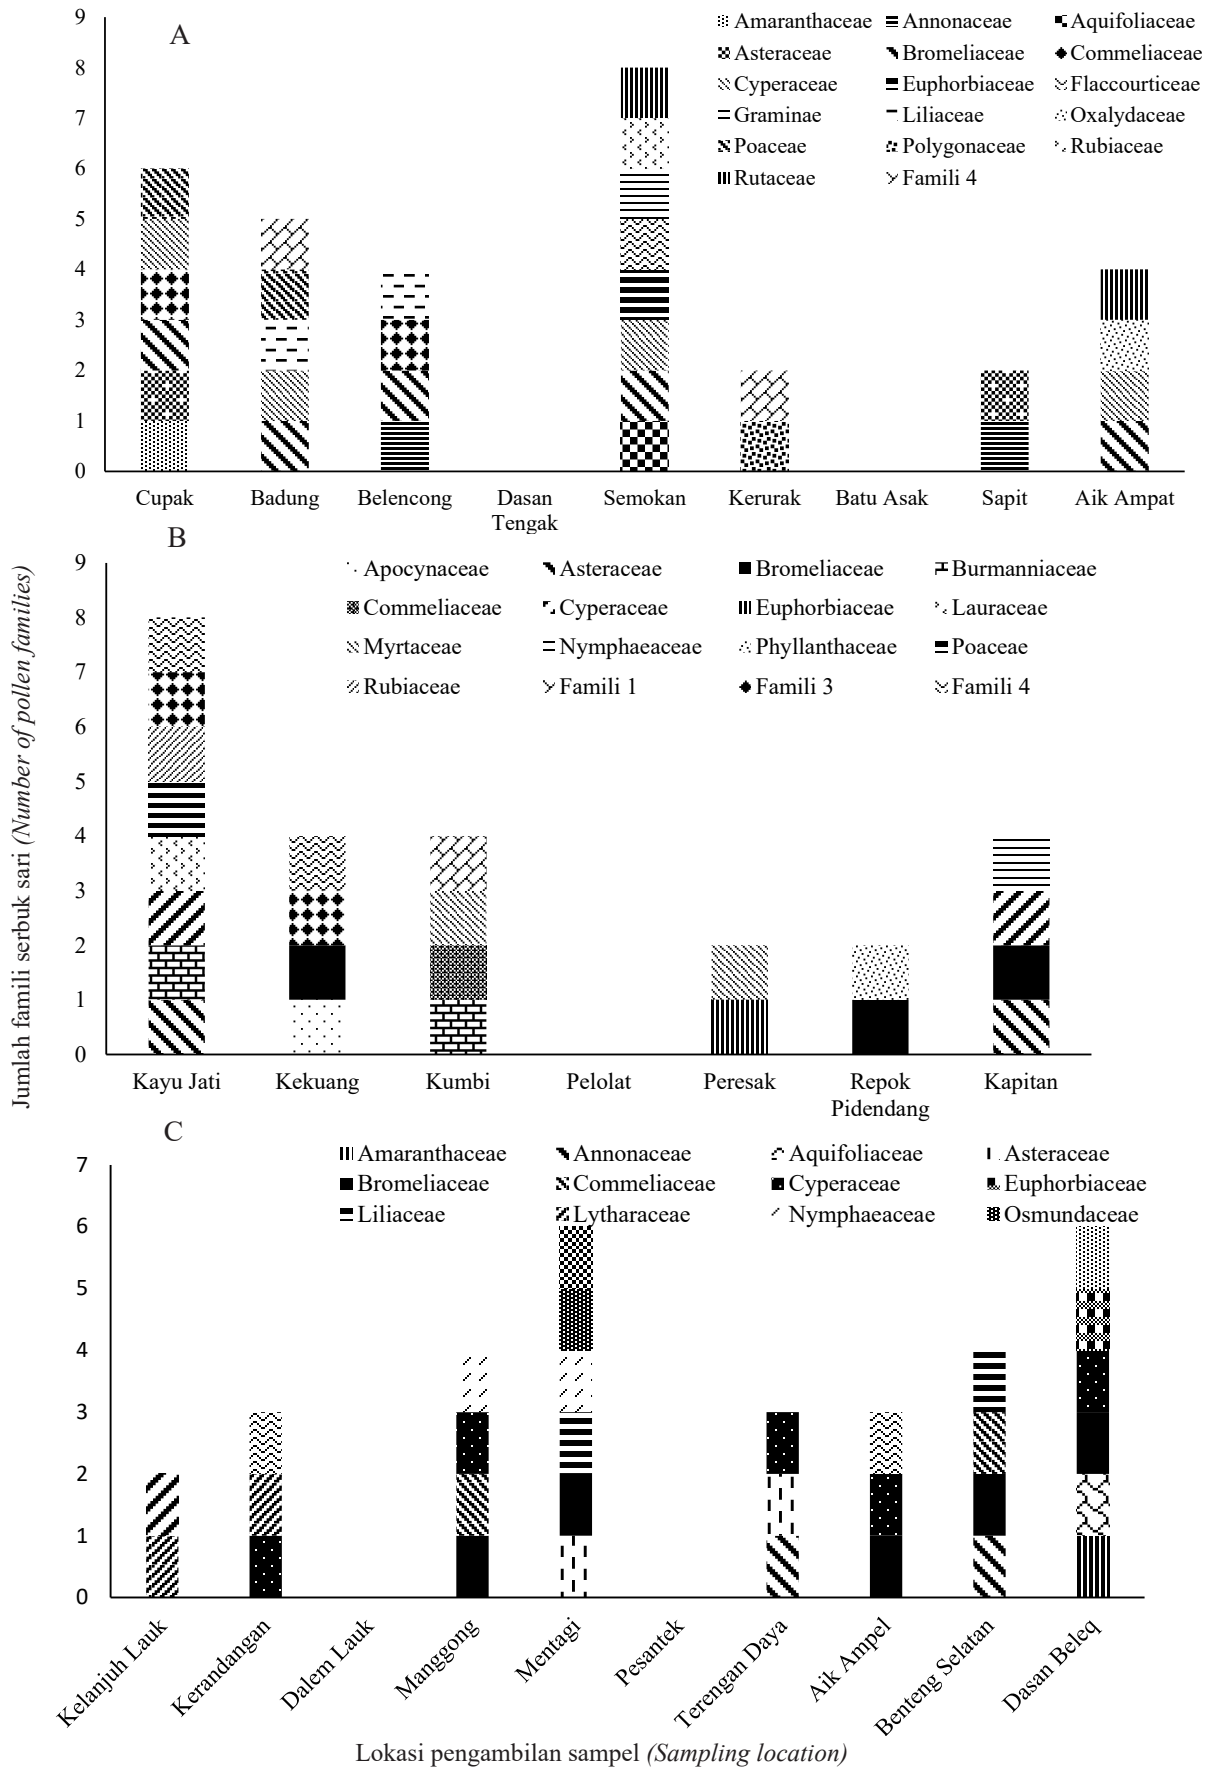 9
A
8
7
6
5
4
3
2
1
0
Amaranthaceae Annonaceae Aquifoliaceae
Asteraceae Bromeliaceae Commeliaceae
Cyperaceae Euphorbiaceae Flaccourticeae
Graminae Liliaceae Oxalydaceae
Poaceae Polygonaceae Rubiaceae
Rutaceae Famili 4
Cupak Badung Belencong Dasan Tengak Semokan Kerurak Batu Asak Sapit Aik Ampat
Jumlah famili serbuk sari (Number of pollen families)
B
9
8
7
6
5
4
3
2
1
0
Apocynaceae Asteraceae Bromeliaceae Burmanniaceae
Commeliaceae Cyperaceae Euphorbiaceae Lauraceae
Myrtaceae Nymphaeaceae Phyllanthaceae Poaceae
Rubiaceae Famili 1 Famili 3 Famili 4
Kayu Jati Kekuang Kumbi Pelolat Peresak Repok Pidendang Kapitan
C
7
6
5
4
3
2
1
0
Amaranthaceae Annonaceae Aquifoliaceae Asteraceae
Bromeliaceae Commeliaceae Cyperaceae Euphorbiaceae
Liliaceae Lytharaceae Nymphaeaceae Osmundaceae
Kelanjuh Lauk Kerandangan Dalem Lauk Manggong Mentagi Pesantek Terengan Daya Aik Ampel Benteng Selatan Dasan Beleq
Lokasi pengambilan sampel (Sampling location)